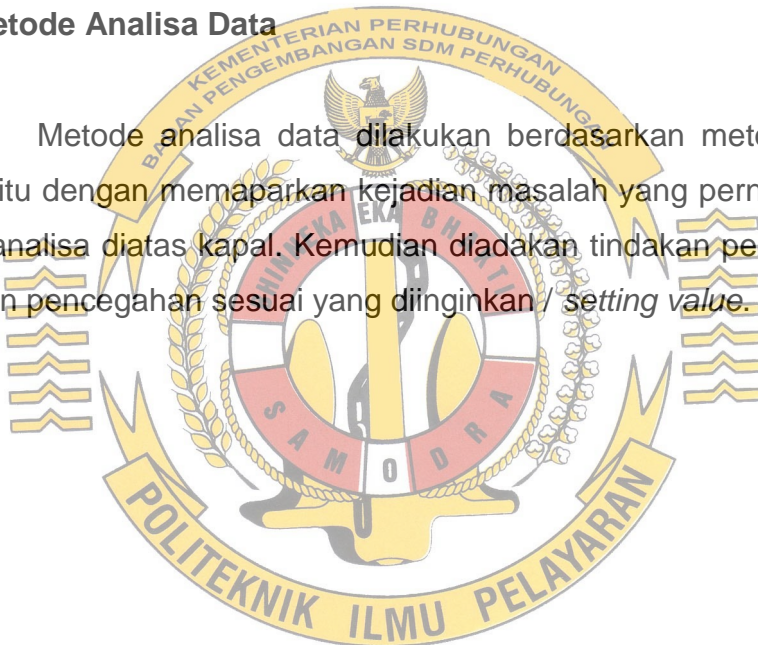 etode Analisa Data
Metode analisa data dilakukan berdasarkan met
itu dengan memaparkan kejadian masalah yang pern
analisa diatas kapal. Kemudian diadakan tindakan pe
n pencegahan sesuai yang diinginkan / setting value.
KEMENTERIAN PERHUBUNGAN
BADAN PENGEMBANGAN SDM PERHUBUNGAN
BHINNEKA EKA BHAKTI
SAMODRA
POLITEKNIK ILMU PELAYARAN